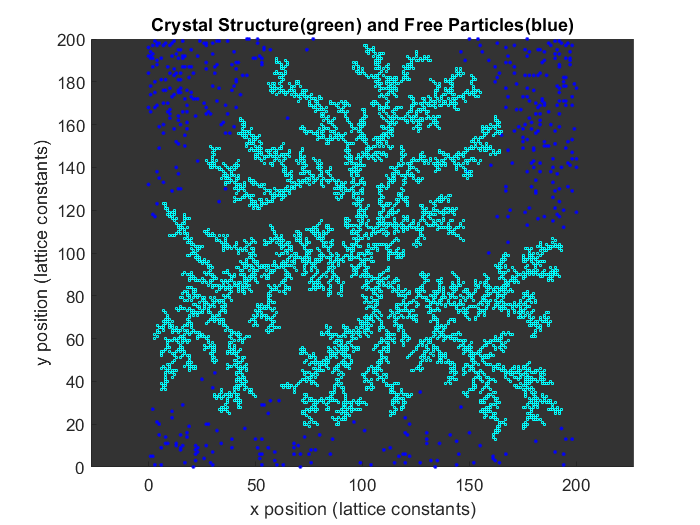 Crystal Structure(green) and Free Particles(blue)
200
180
160
140
120
100
80
60
40
20
0
y position (lattice constants)
0 50 100 150 200
x position (lattice constants)